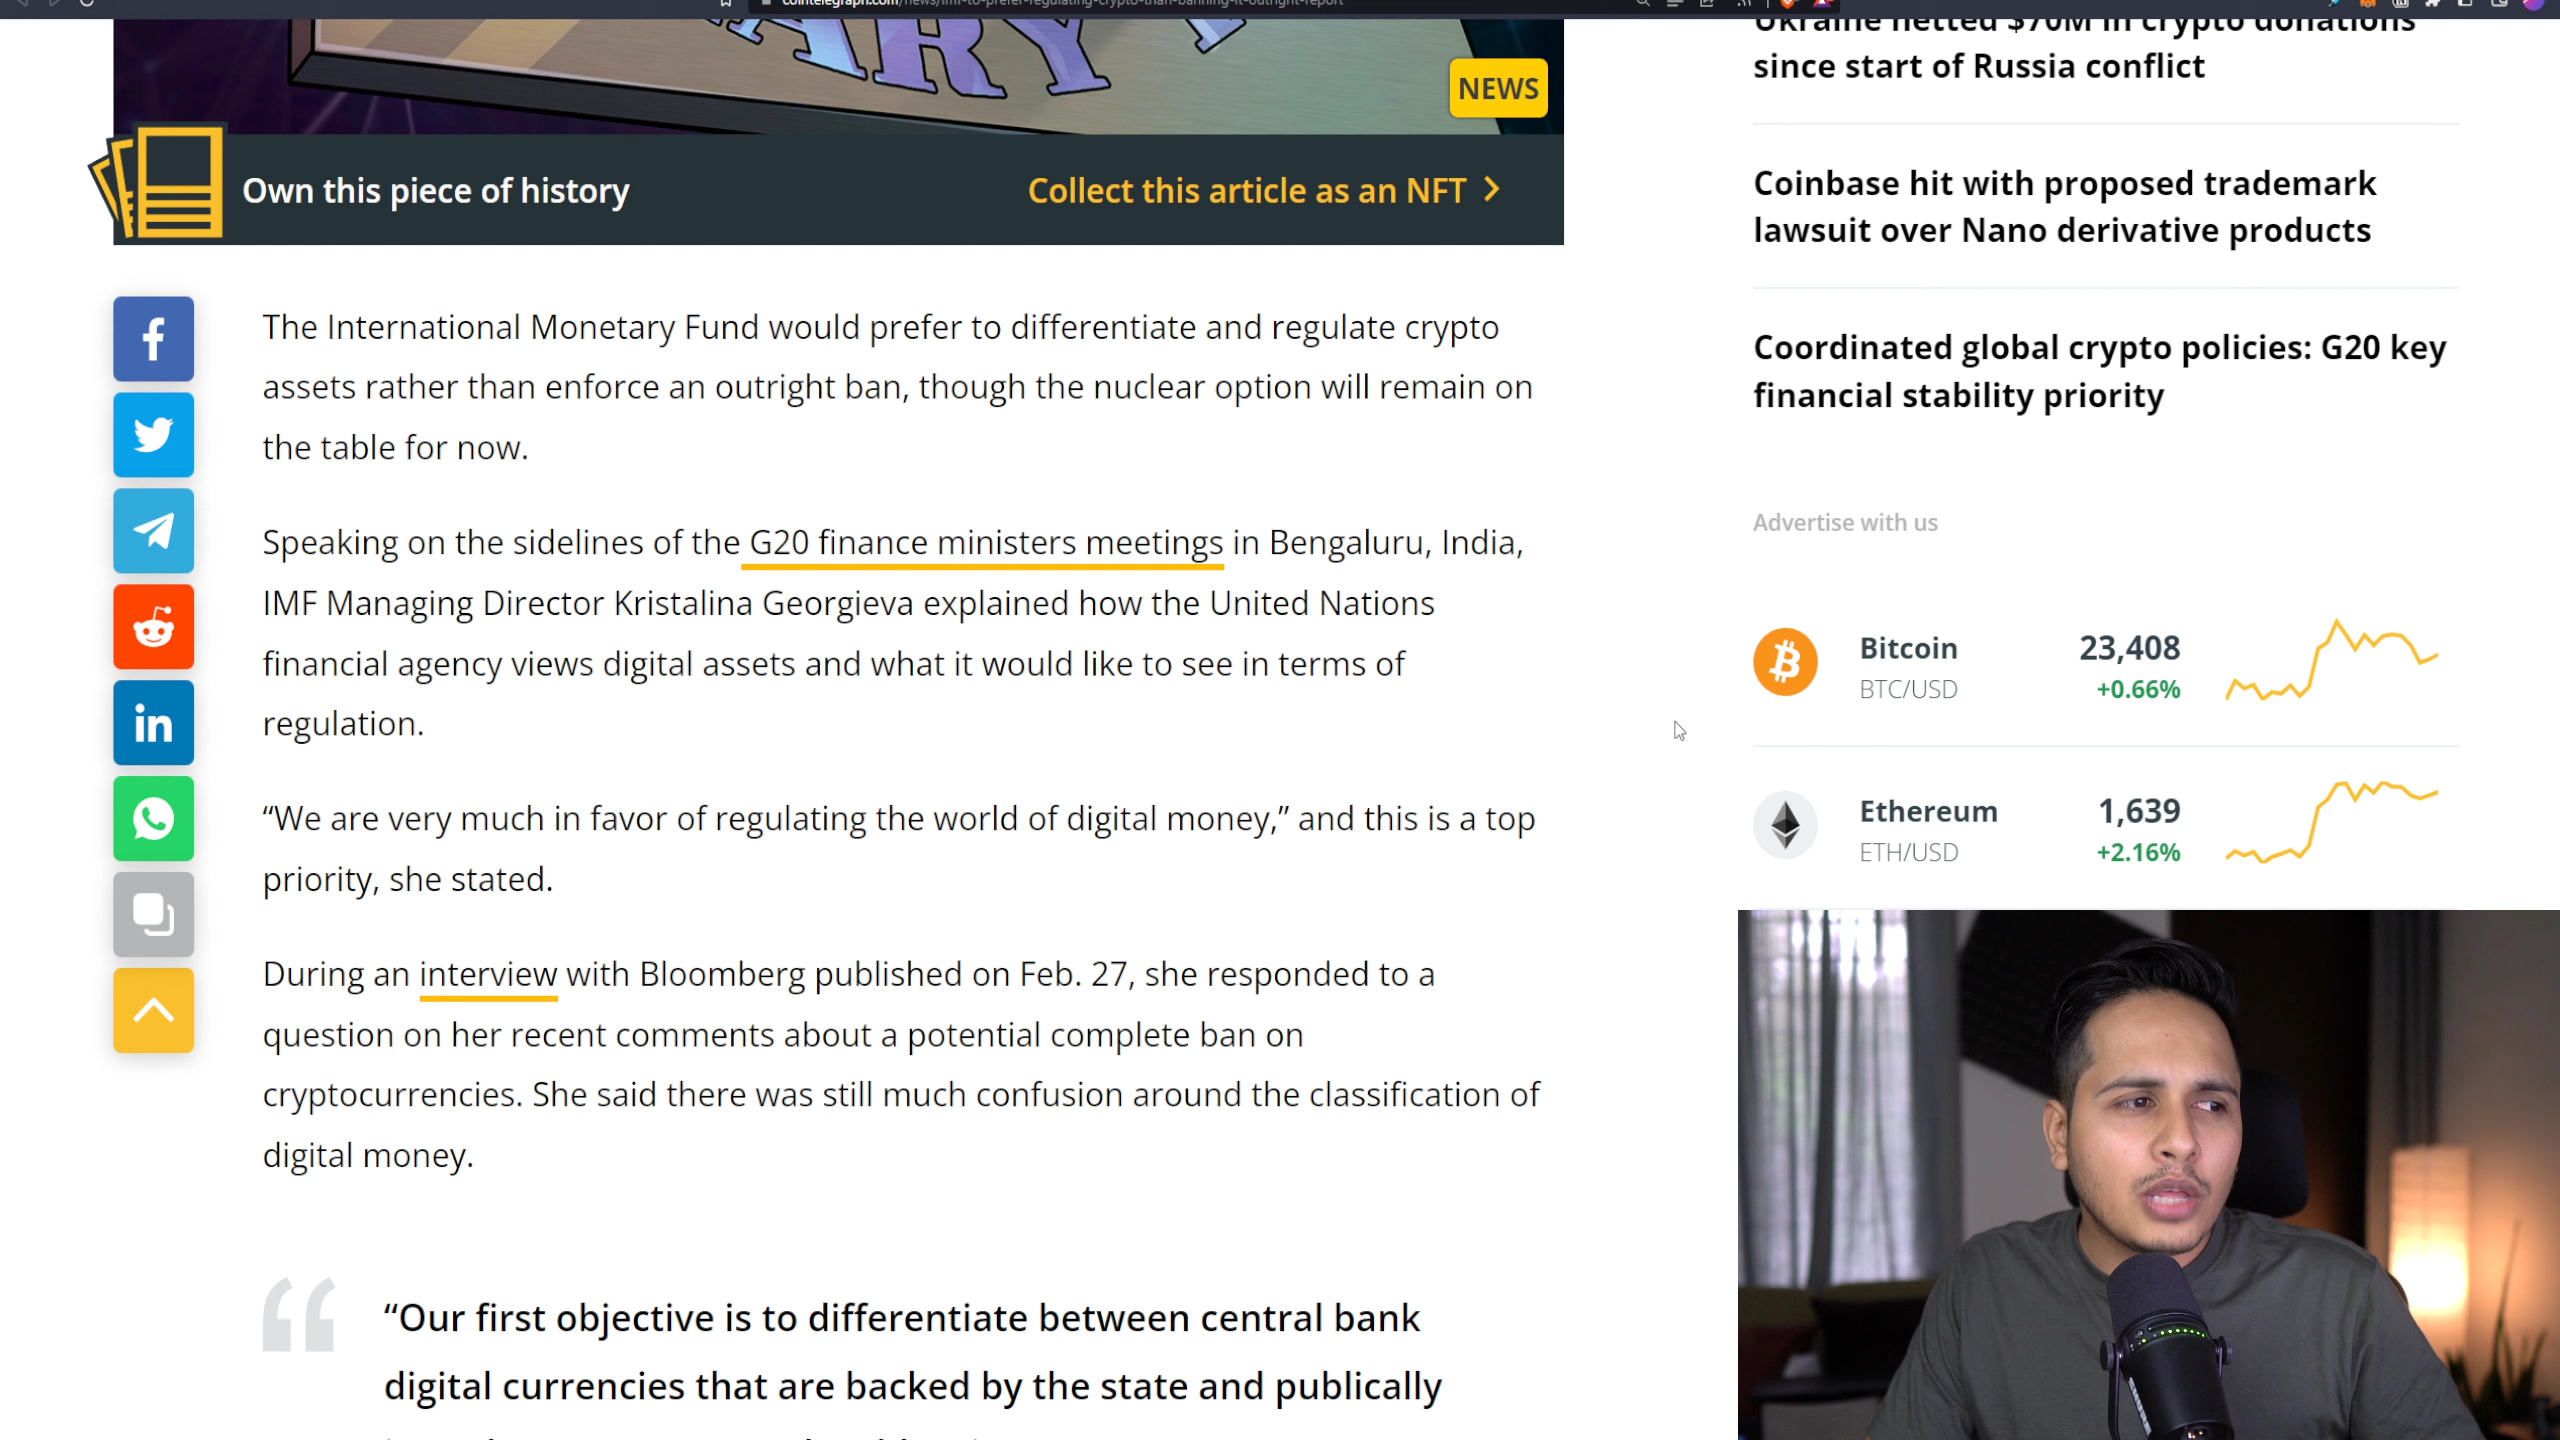 cointelegraph.com/news/imf-to-prefer-regulating-crypto-than-banning-it-outright-report
ARY
NEWS
Own this piece of history
Collect this article as an NFT
The International Monetary Fund would prefer to differentiate and regulate crypto
assets rather than enforce an outright ban, though the nuclear option will remain on
the table for now.
Speaking on the sidelines of the G20 finance ministers meetings in Bengaluru, India,
IMF Managing Director Kristalina Georgieva explained how the United Nations
financial agency views digital assets and what it would like to see in terms of
regulation.
“We are very much in favor of regulating the world of digital money,” and this is a top
priority, she stated.
During an interview with Bloomberg published on Feb. 27, she responded to a
question on her recent comments about a potential complete ban on
cryptocurrencies. She said there was still much confusion around the classification of
digital money.
“Our first objective is to differentiate between central bank
digital currencies that are backed by the state and publically
Ukraine netted $70M in crypto donations
since start of Russia conflict
Coinbase hit with proposed trademark
lawsuit over Nano derivative products
Coordinated global crypto policies: G20 key
financial stability priority
Advertise with us
Bitcoin 23,408
BTC/USD +0.66%
Ethereum 1,639
ETH/USD +2.16%